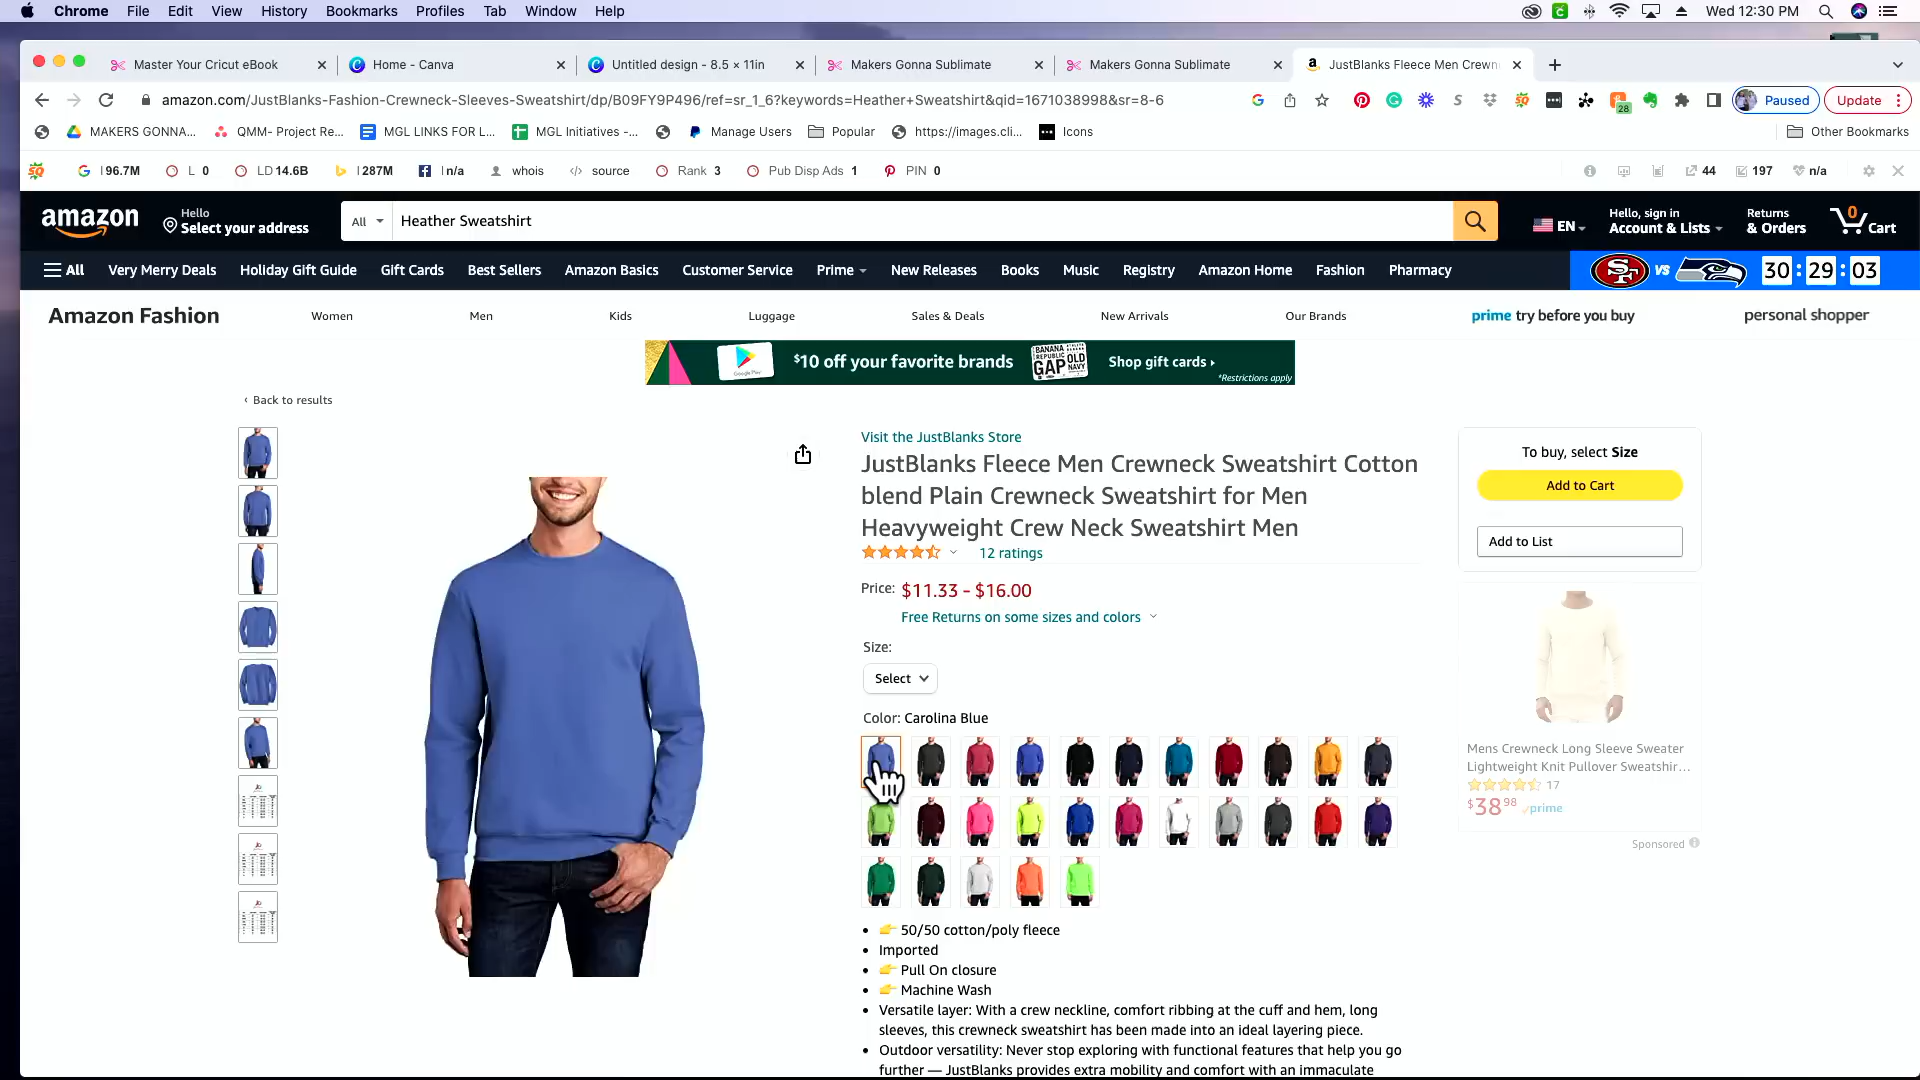 Chrome File Edit View History Bookmarks Profiles Tab Window Help Wed 12:30 PM
Master Your Cricut eBook Home - Canva Untitled design - 8.5 × 11in Makers Gonna Sublimate Makers Gonna Sublimate JustBlanks Fleece Men Crewn
amazon.com/JustBlanks-Fashion-Crewneck-Sleeves-Sweatshirt/dp/B09FY9P496/ref=sr_1_6?keywords=Heather+Sweatshirt&qid=1671038998&sr=8-6 28 Paused Update
MAKERS GONNA... QMM- Project Re... MGL LINKS FOR L... MGL Initiatives -... Manage Users Popular https://images.cli... Icons Other Bookmarks
I 96.7M L 0 LD 14.6B I 287M I n/a whois source Rank 3 Pub Disp Ads 1 PIN 0 44 197 n/a
amazon Hello Select your address All Heather Sweatshirt EN Hello, sign in Account & Lists Returns & Orders 0 Cart
All Very Merry Deals Holiday Gift Guide Gift Cards Best Sellers Amazon Basics Customer Service Prime New Releases Books Music Registry Amazon Home Fashion Pharmacy SF VS 30 : 29 : 03
Amazon Fashion Women Men Kids Luggage Sales & Deals New Arrivals Our Brands prime try before you buy personal shopper
Google Play $10 off your favorite brands BANANA REPUBLIC GAP OLD NAVY Shop gift cards › *Restrictions apply
‹ Back to results
Visit the JustBlanks Store
JustBlanks Fleece Men Crewneck Sweatshirt Cotton
blend Plain Crewneck Sweatshirt for Men
Heavyweight Crew Neck Sweatshirt Men
12 ratings
Price: $11.33 - $16.00
Free Returns on some sizes and colors
Size:
Select
Color: Carolina Blue
• 👉 50/50 cotton/poly fleece
• Imported
• 👉 Pull On closure
• 👉 Machine Wash
• Versatile layer: With a crew neckline, comfort ribbing at the cuff and hem, long
sleeves, this crewneck sweatshirt has been made into an ideal layering piece.
• Outdoor versatility: Never stop exploring with functional features that help you go
further — JustBlanks provides extra mobility and comfort with an immaculate
To buy, select Size
Add to Cart
Add to List
Mens Crewneck Long Sleeve Sweater
Lightweight Knit Pullover Sweatshir...
17
$38 98 prime
Sponsored